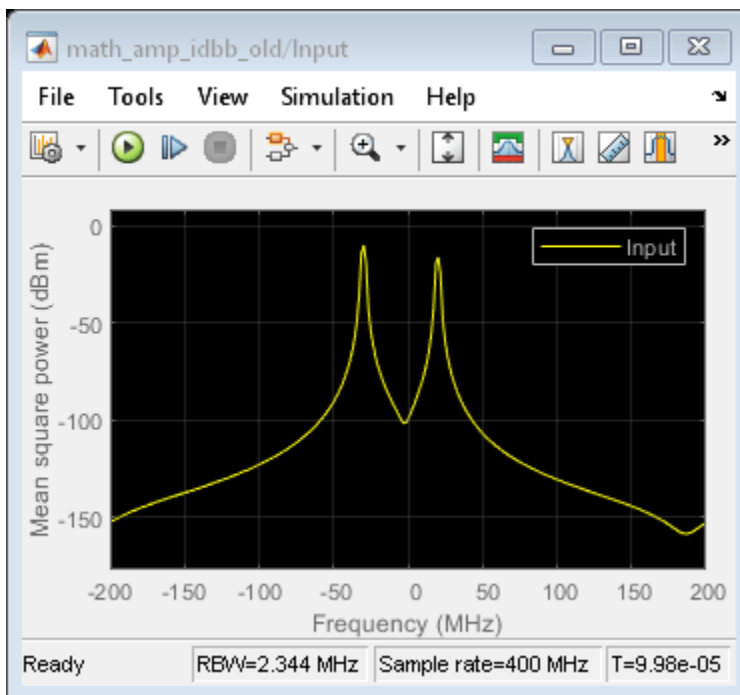 math_amp_idbb_old/Input
File Tools View Simulation Help
Input
0
-50
-100
-150
Mean square power (dBm)
-200 -150 -100 -50 0 50 100 150 200
Frequency (MHz)
Ready RBW=2.344 MHz Sample rate=400 MHz T=9.98e-05